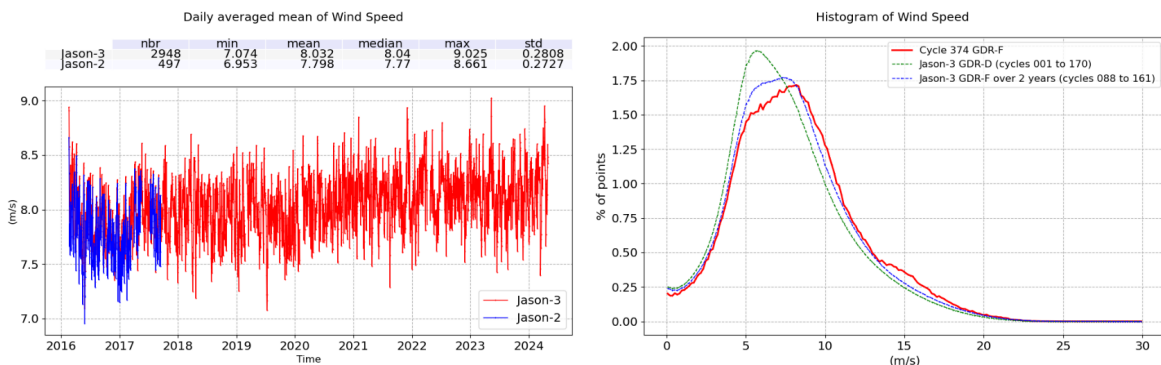 Daily averaged mean of Wind Speed
nbr min mean median max std
Jason-3 2948 7.074 8.032 8.04 9.025 0.2808
Jason-2 497 6.953 7.798 7.77 8.661 0.2727
9.0
8.5
8.0
7.5
7.0
(m/s)
2016 2017 2018 2019 2020 2021 2022 2023 2024
Time
Jason-3
Jason-2
Histogram of Wind Speed
2.00
1.75
1.50
1.25
1.00
0.75
0.50
0.25
0.00
% of points
0 5 10 15 20 25 30
(m/s)
Cycle 374 GDR-F
Jason-3 GDR-D (cycles 001 to 170)
Jason-3 GDR-F over 2 years (cycles 088 to 161)